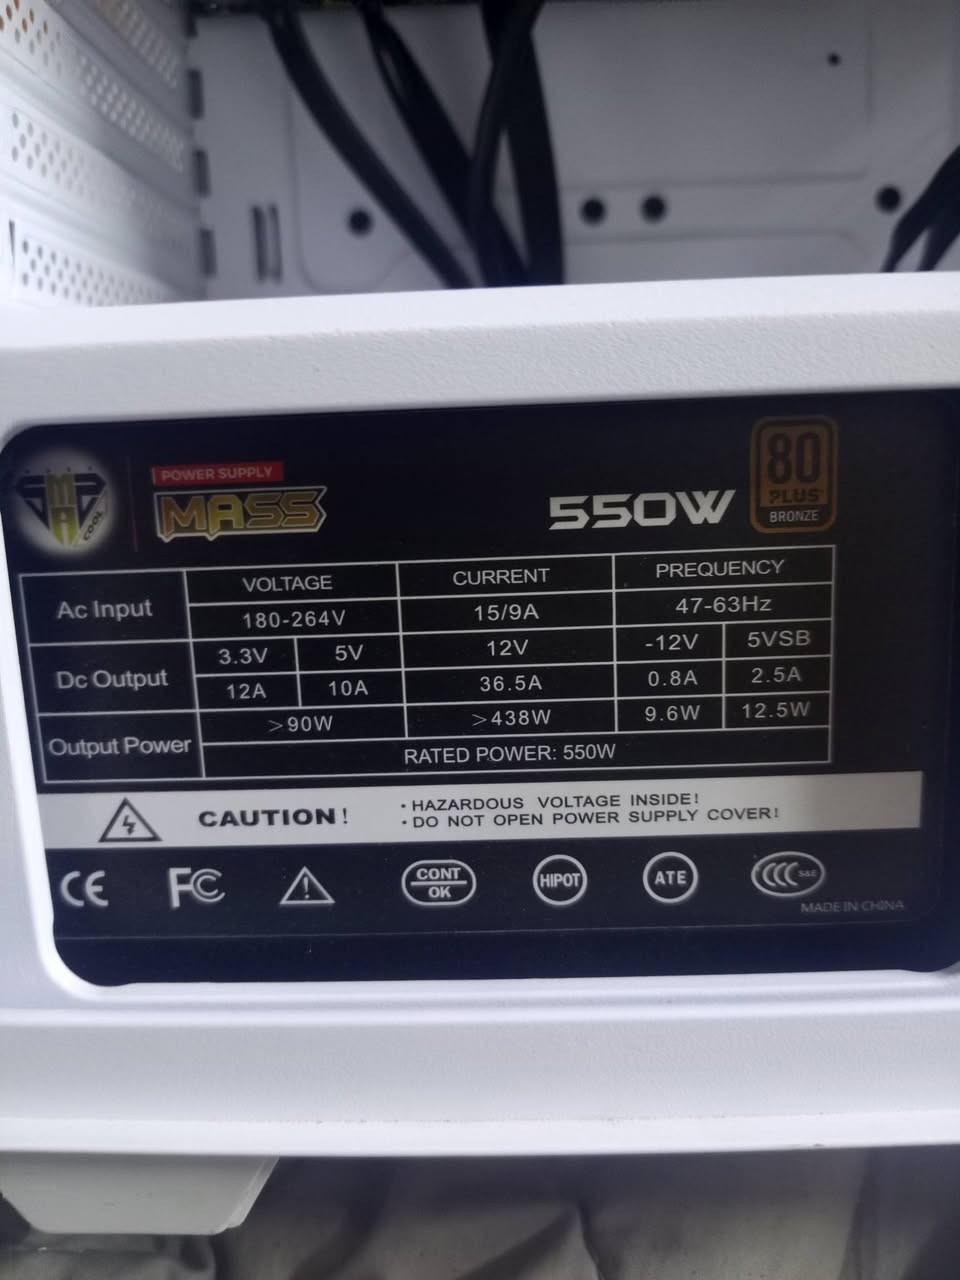 POWER SUPPLY
MASS
550W
80
PLUS
BRONZE
COOL
Ac Input
VOLTAGE
CURRENT
PREQUENCY
180-264V
15/9A
47-63Hz
Dc Output
3.3V
5V
12V
-12V
5VSB
12A
10A
36.5A
0.8A
2.5A
Output Power
>90W
>438W
9.6W
12.5W
RATED POWER: 550W
CAUTION!
• HAZARDOUS VOLTAGE INSIDE!
• DO NOT OPEN POWER SUPPLY COVER!
CE
FC
CONT
OK
HIPOT
ATE
CCC S&E
MADE IN CHINA